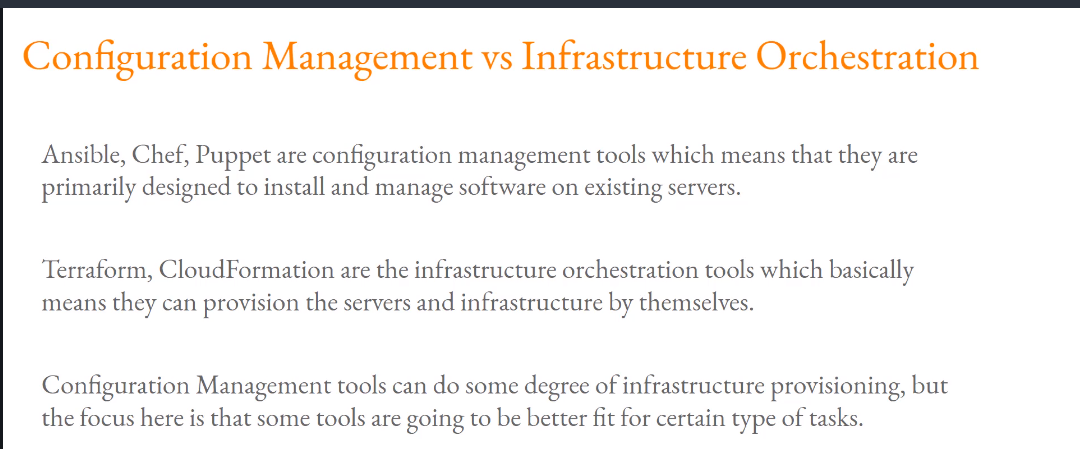 Configuration Management vs Infrastructure Orchestration
Ansible, Chef, Puppet are configuration management tools which means that they are
primarily designed to install and manage software on existing servers.
Terraform, CloudFormation are the infrastructure orchestration tools which basically
means they can provision the servers and infrastructure by themselves.
Configuration Management tools can do some degree of infrastructure provisioning, but
the focus here is that some tools are going to be better fit for certain type of tasks.